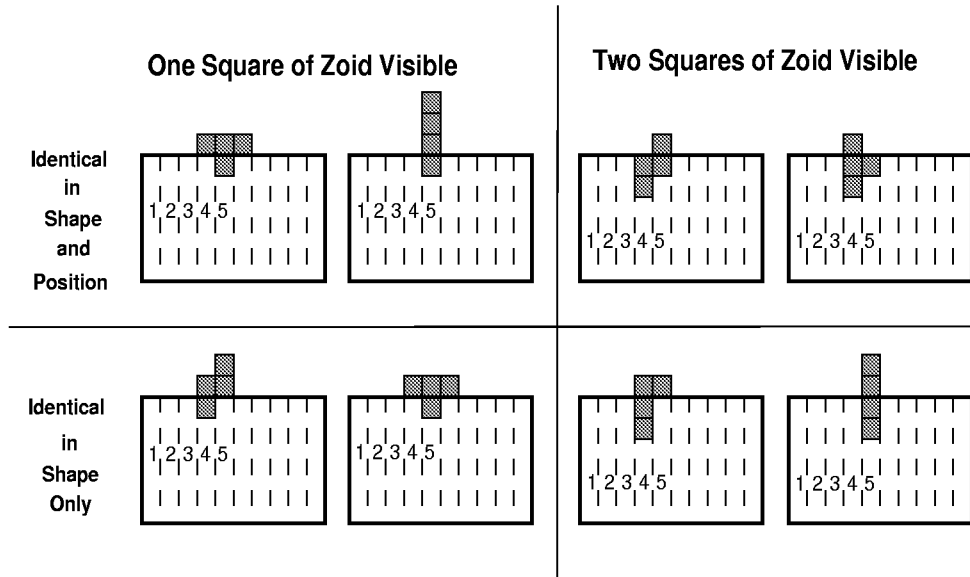 One Square of Zoid Visible
Two Squares of Zoid Visible
Identical
in
Shape
and
Position
1 2 3 4 5
1 2 3 4 5
1 2 3 4 5
1 2 3 4 5
Identical
in
Shape
Only
1 2 3 4 5
1 2 3 4 5
1 2 3 4 5
1 2 3 4 5